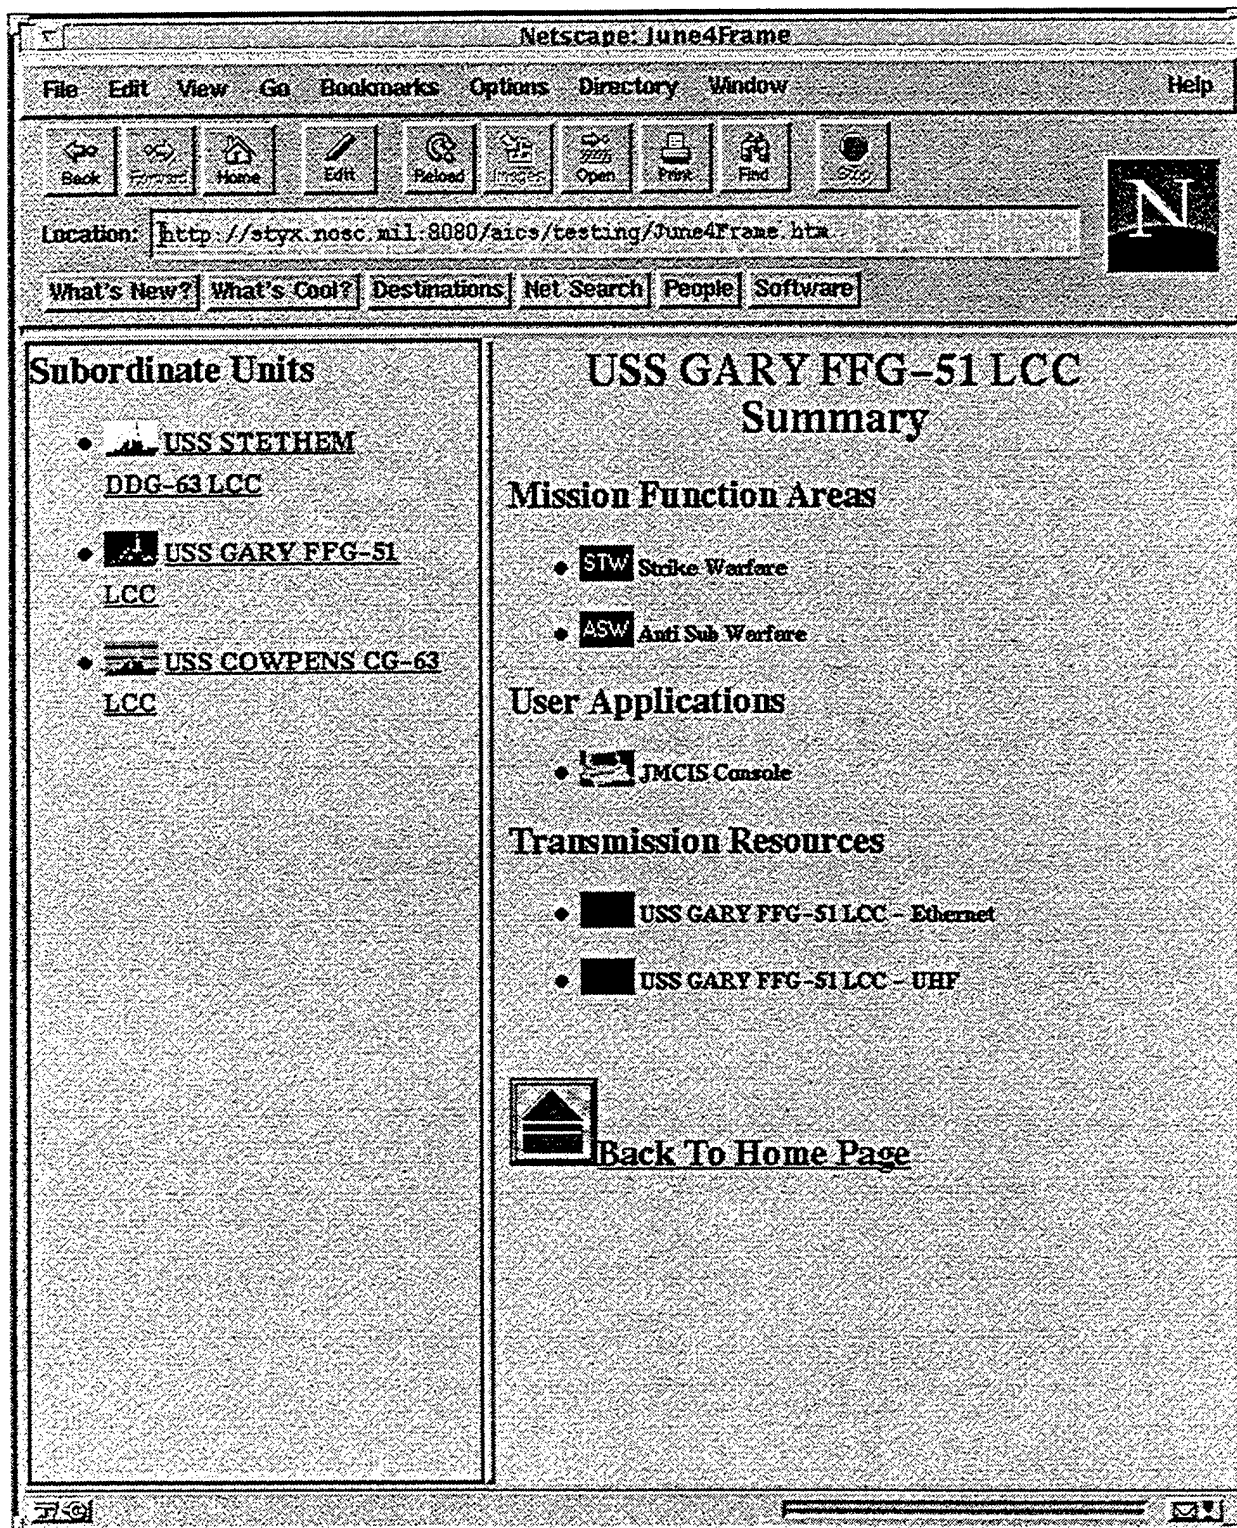 Netscape: June4Frame
File Edit View Go Bookmarks Options Directory Window Help
Back Forward Home Edit Reload Images Open Print Find Stop
N
Location: http://styx.nosc.mil:8080/aics/testing/June4Frame.htm
What's New? What's Cool? Destinations Net Search People Software
Subordinate Units
USS STETHEM
DDG-63 LCC
USS GARY FFG-51
LCC
USS COWPENS CG-63
LCC
USS GARY FFG-51 LCC
Summary
Mission Function Areas
STW Strike Warfare
ASW Anti Sub Warfare
User Applications
JMCIS Console
Transmission Resources
USS GARY FFG-51 LCC - Ethernet
USS GARY FFG-51 LCC - UHF
Back To Home Page